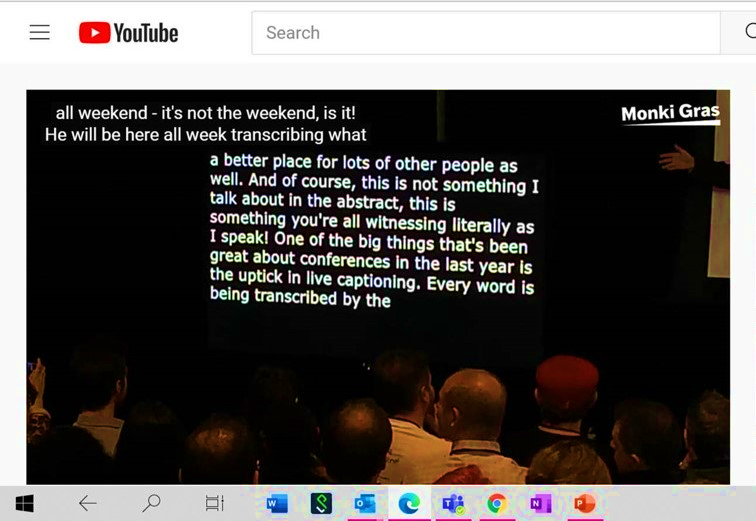 YouTube
Search
all weekend - it's not the weekend, is it!
He will be here all week transcribing what
Monki Gras
a better place for lots of other people as
well. And of course, this is not something I
talk about in the abstract, this is
something you're all witnessing literally as
I speak! One of the big things that's been
great about conferences in the last year is
the uptick in live captioning. Every word is
being transcribed by the